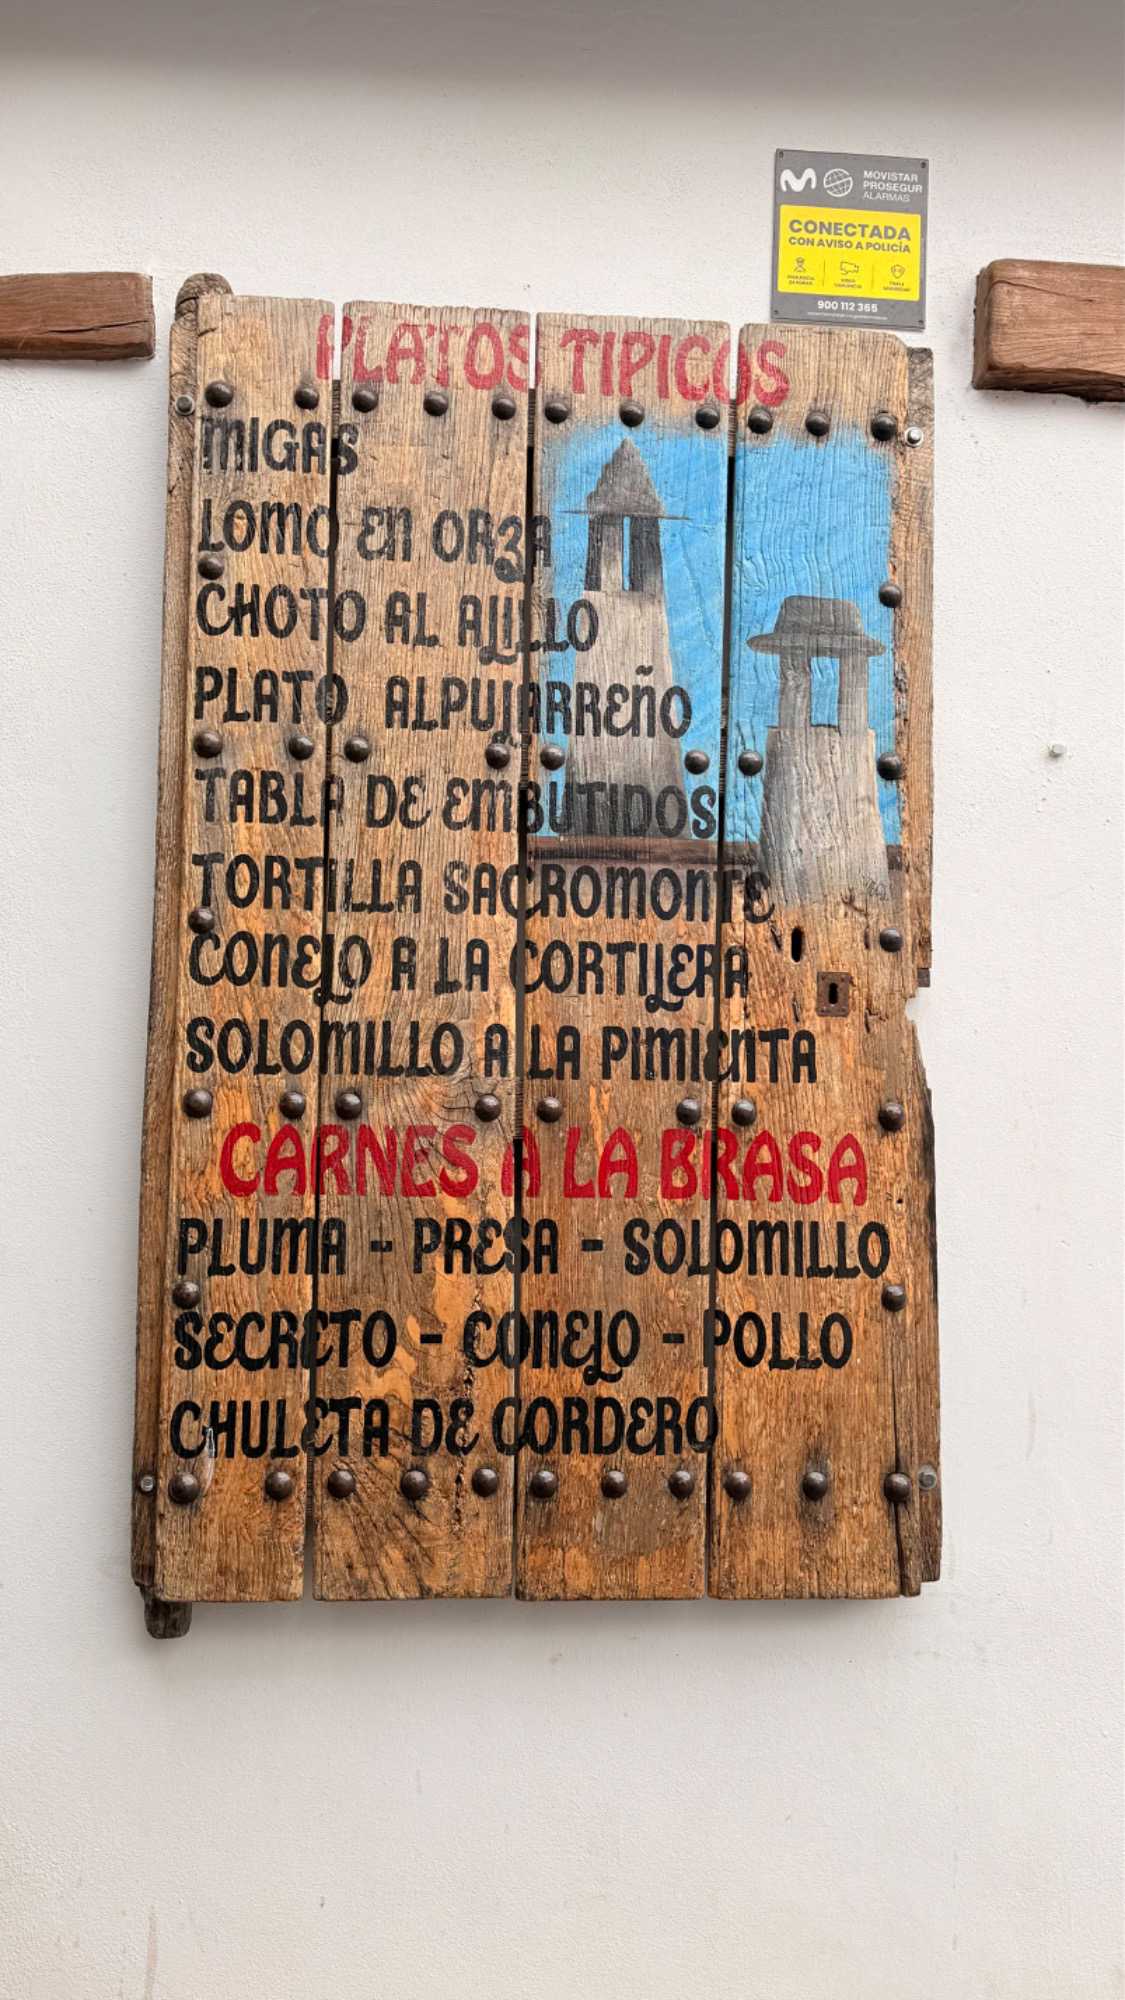 MOVISTAR
PROSEGUR
ALARMAS
CONECTADA
CON AVISO A POLICÍA
900 112 365
PLATOS TIPICOS
MIGAS
LOMO EN ORZA
CHOTO AL AJILLO
PLATO ALPUJARREÑO
TABLA DE EMBUTIDOS
TORTILLA SACROMONTE
CONEJO A LA CORTIJERA
SOLOMILLO A LA PIMIENTA
CARNES A LA BRASA
PLUMA - PRESA - SOLOMILLO
SECRETO - CONEJO - POLLO
CHULETA DE CORDERO